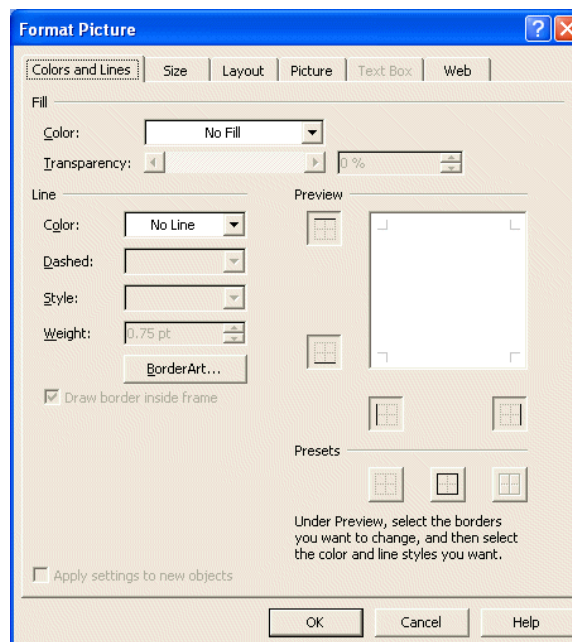 Format Picture
Colors and Lines Size Layout Picture Text Box Web
Fill
Color: No Fill
Transparency: 0 %
Line
Color: No Line
Dashed:
Style:
Weight: 0.75 pt
BorderArt...
Draw border inside frame
Preview
Presets
Under Preview, select the borders
you want to change, and then select
the color and line styles you want.
Apply settings to new objects
OK Cancel Help